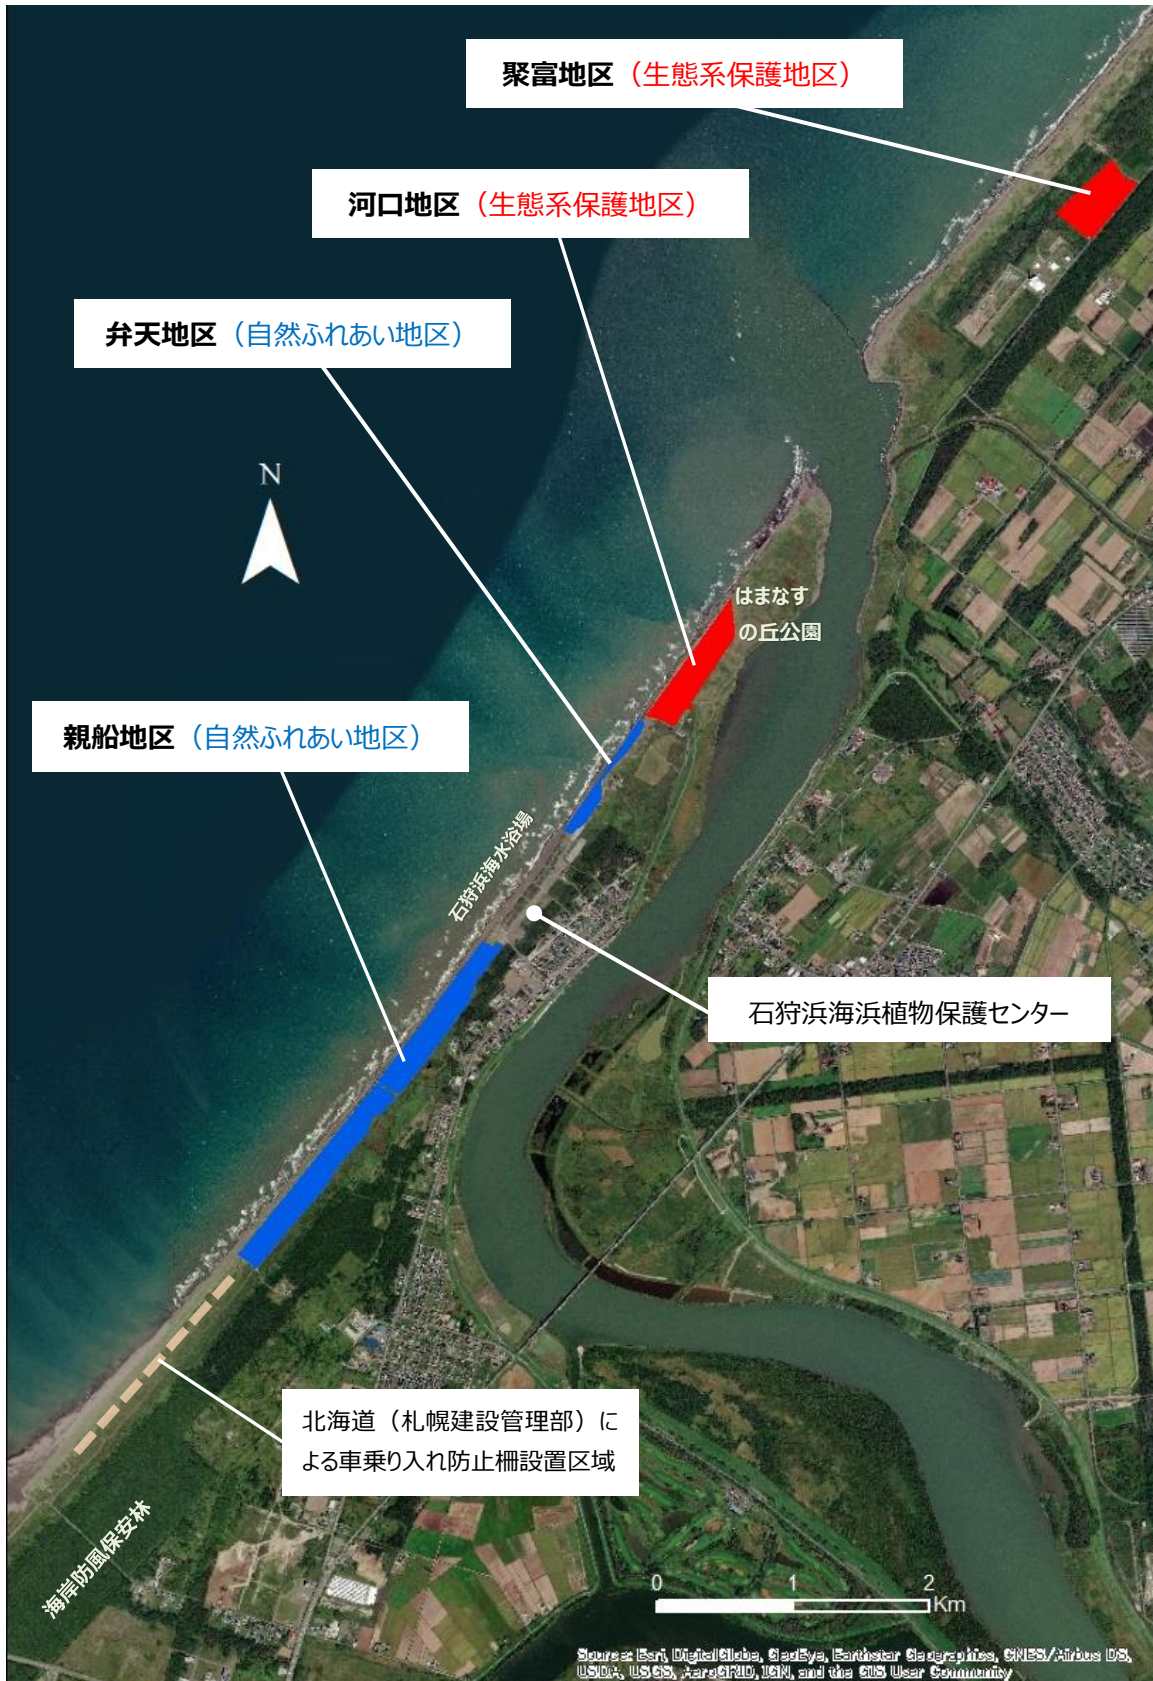 聚富地区（生態系保護地区）
河口地区（生態系保護地区）
弁天地区（自然ふれあい地区）
N
はまなす
の丘公園
親船地区（自然ふれあい地区）
石狩浜海水浴場
石狩浜海浜植物保護センター
北海道（札幌建設管理部）に
よる車乗り入れ防止柵設置区域
海岸防風保安林
0 1 2
Km
Source: Esri, DigitalGlobe, GeoEye, Earthstar Geographics, CNES/Airbus DS,
USDA, USGS, AeroGRID, IGN, and the GIS User Community